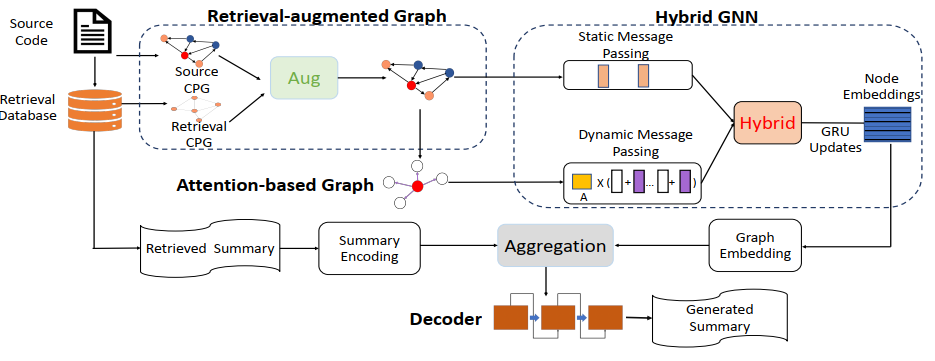 Retrieval-augmented Graph
Hybrid GNN
Source
Code
Static Message
Passing
Source
CPG
Aug
Node
Embeddings
Retrieval
Database
Retrieval
CPG
Hybrid
GRU
Updates
Dynamic Message
Passing
Attention-based Graph
X ( + ... + )
A
Retrieved Summary
Summary
Encoding
Aggregation
Graph
Embedding
Decoder
Generated
Summary